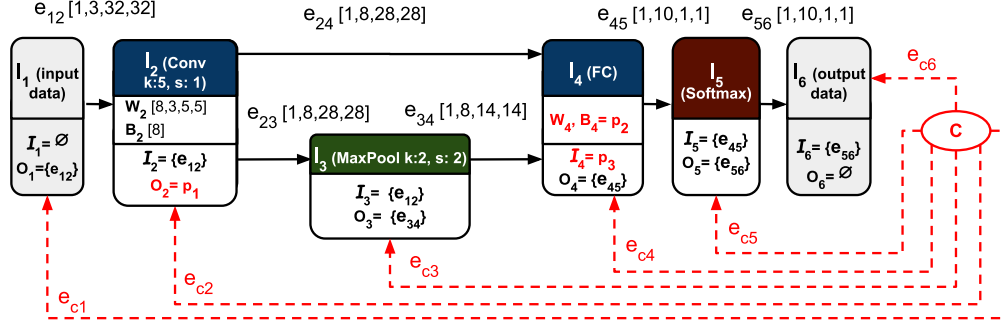 e12 [1,3,32,32]
e24 [1,8,28,28]
e45 [1,10,1,1]
e56 [1,10,1,1]
I1 (input
data)
I1= ∅
O1={e12}
I2 (Conv
k:5, s: 1)
W2 [8,3,5,5]
B2 [8]
I2= {e12}
O2= p1
e23 [1,8,28,28]
e34 [1,8,14,14]
I3 (MaxPool k:2, s: 2)
I3= {e12}
O3= {e34}
I4 (FC)
W4, B4= p2
I4= p3
O4= {e45}
I5
(Softmax)
I5= {e45}
O5= {e56}
I6 (output
data)
I6= {e56}
O6= ∅
ec6
C
ec5
ec4
ec3
ec2
ec1